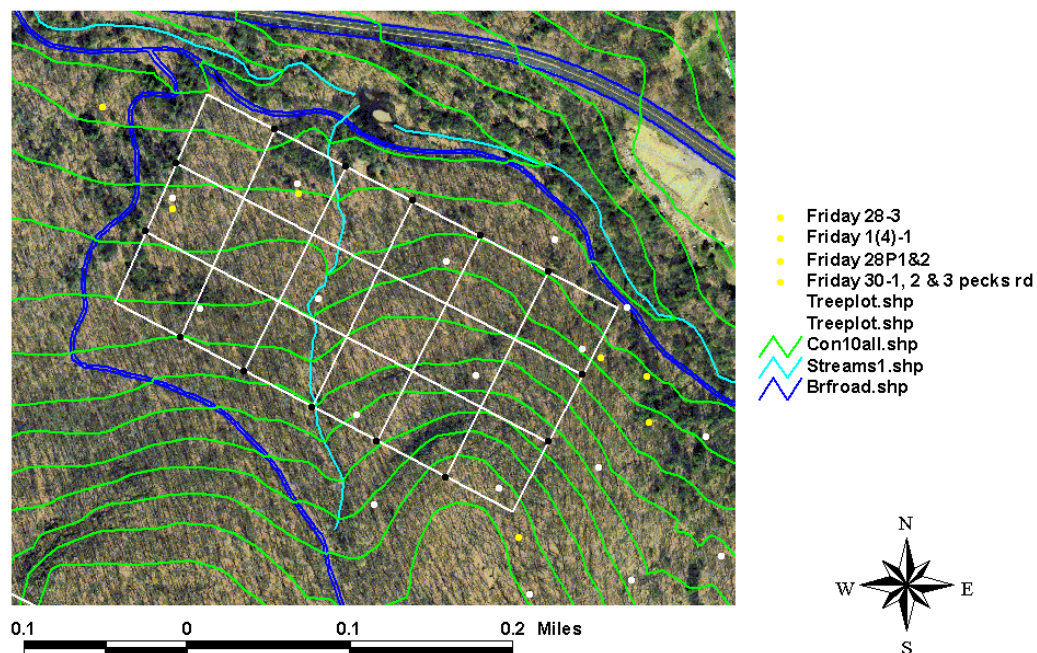 Friday 28-3
Friday 1(4)-1
Friday 28P1&2
Friday 30-1, 2 & 3 pecks rd
Treeplot.shp
Treeplot.shp
Con10all.shp
Streams1.shp
Brfroad.shp
N
W E
S
0.1 0 0.1 0.2 Miles